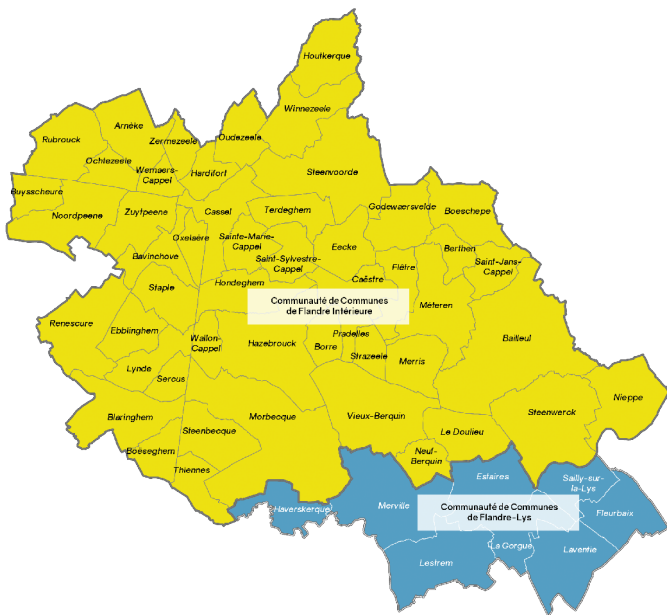 Houtkerque
Winnezeele
Arnèke
Oudezeele
Rubrouck
Zermezeele
Ochtezeele
Wemaers-
Cappel
Hardifort
Steenvoorde
Buysscheure
Noordpeene
Zuytpeene
Cassel
Terdeghem
Godewaersvelde
Boeschepe
Oxelaëre
Sainte-Marie-
Cappel
Eecke
Berthen
Bavinchove
Saint-Sylvestre-
Cappel
Flêtre
Saint-Jans-
Cappel
Staple
Hondeghem
Caëstre
Communauté de Communes
de Flandre Intérieure
Méteren
Renescure
Ebblinghem
Wallon-
Cappel
Hazebrouck
Borre
Pradelles
Strazeele
Merris
Bailleul
Lynde
Sercus
Nieppe
Blaringhem
Steenbecque
Morbecque
Vieux-Berquin
Le Doulieu
Steenwerck
Boëseghem
Thiennes
Neuf-
Berquin
Haverskerque
Merville
Estaires
Sailly-sur-
la-Lys
Communauté de Communes
de Flandre-Lys
Fleurbaix
Lestrem
La Gorgue
Laventie